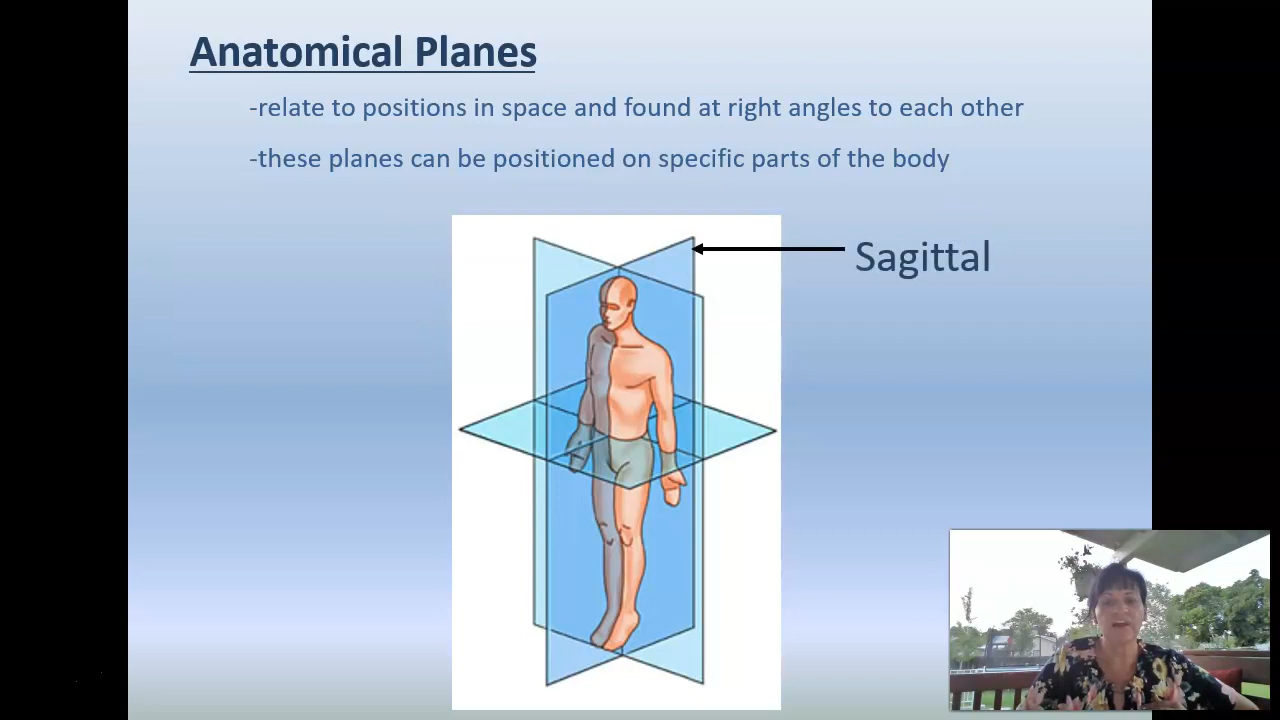 Anatomical Planes
-relate to positions in space and found at right angles to each other
-these planes can be positioned on specific parts of the body
Sagittal